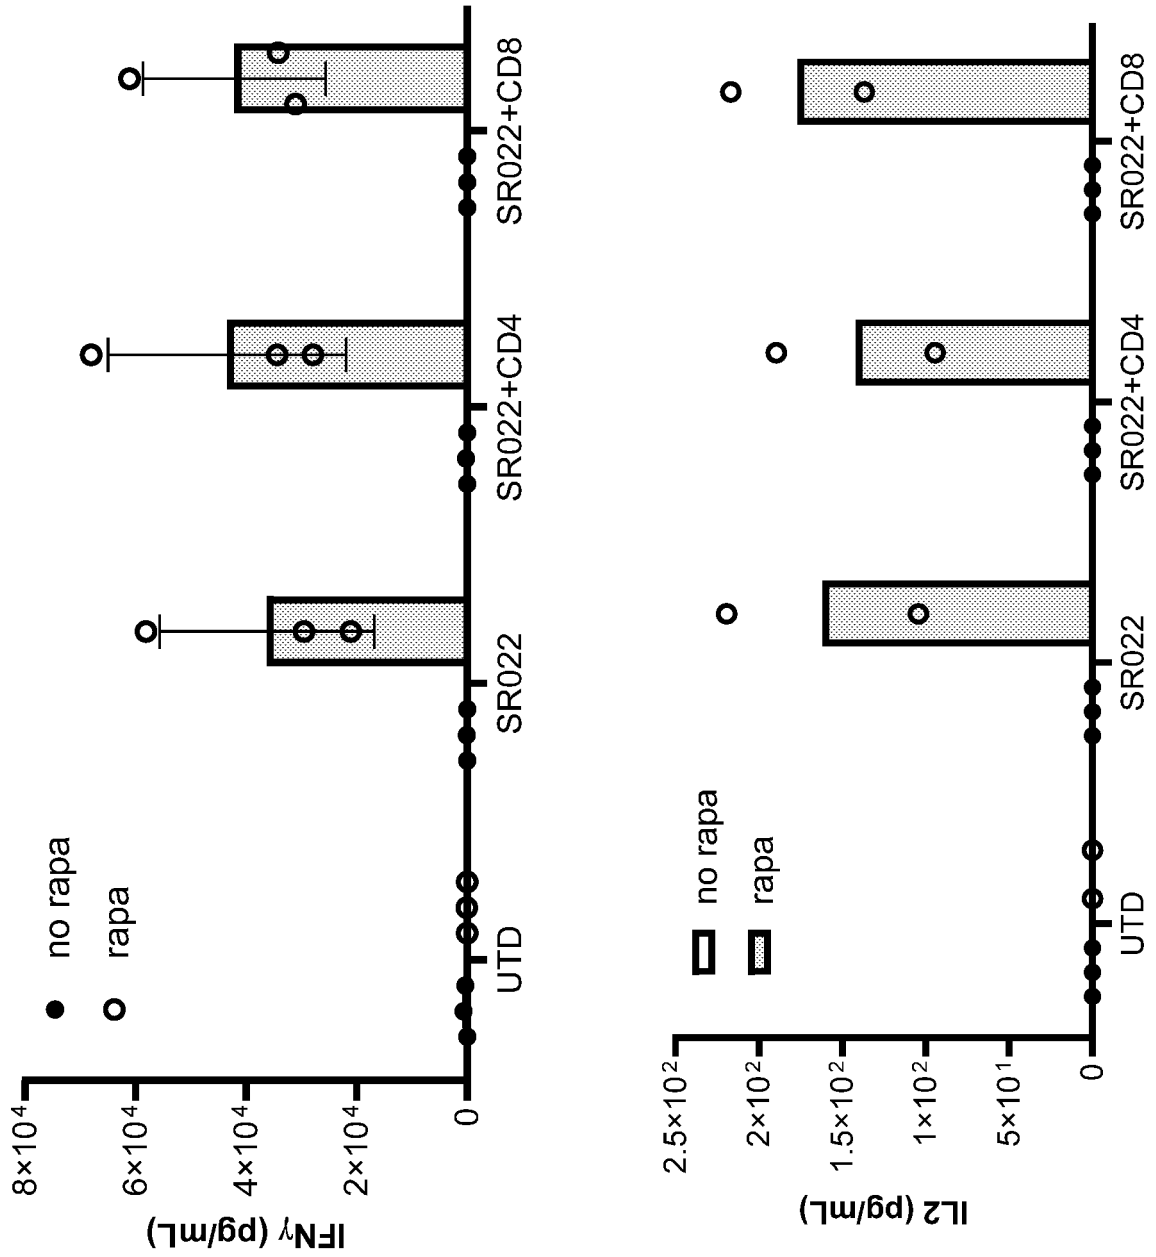 IFNγ (pg/mL)
8×10⁴
6×10⁴
4×10⁴
2×10⁴
0
no rapa
rapa
UTD
SR022
SR022+CD4
SR022+CD8
IL2 (pg/mL)
2.5×10²
2×10²
1.5×10²
1×10²
5×10¹
0
no rapa
rapa
UTD
SR022
SR022+CD4
SR022+CD8